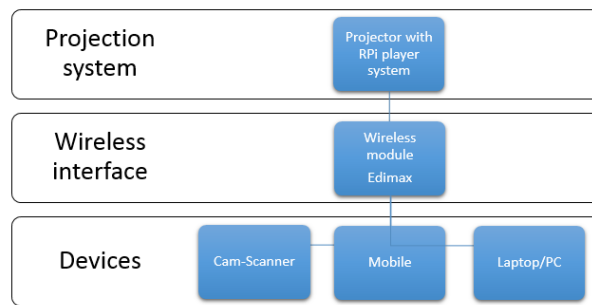 Projection
system
Projector with
RPi player
system
Wireless
interface
Wireless
module
Edimax
Devices
Cam-Scanner
Mobile
Laptop/PC